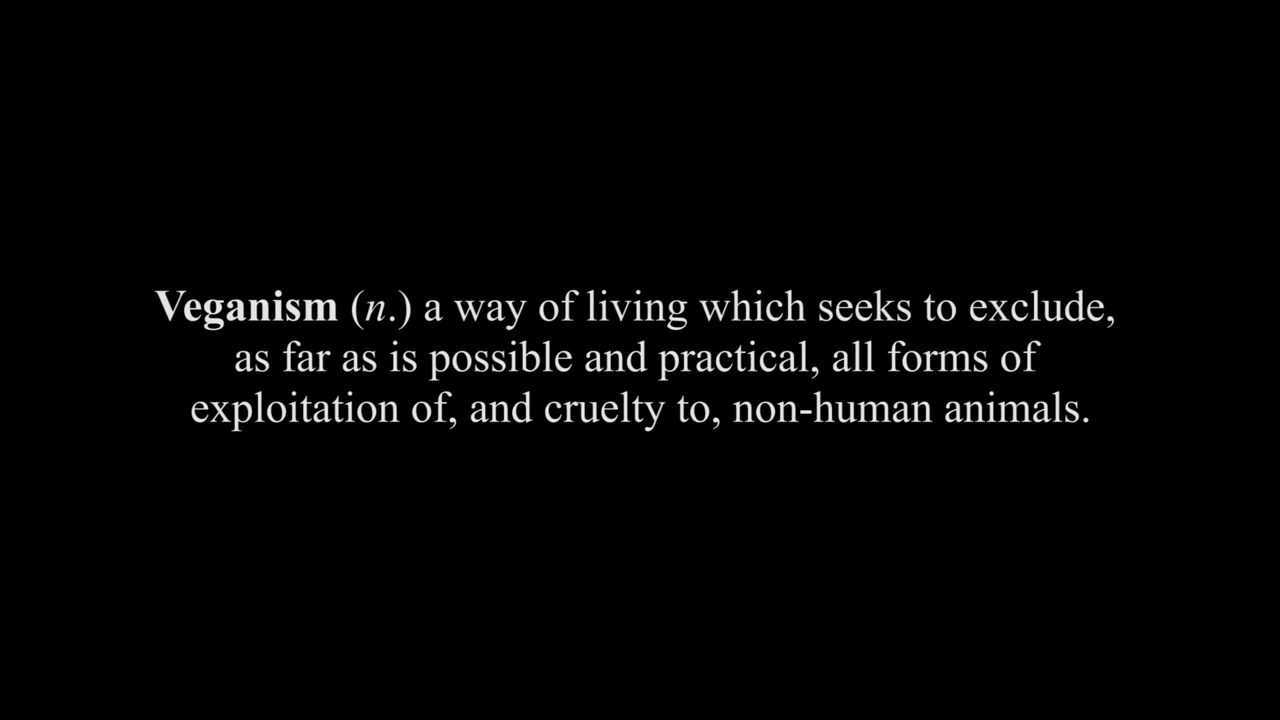 Veganism (n.) a way of living which seeks to exclude,
as far as is possible and practical, all forms of
exploitation of, and cruelty to, non-human animals.